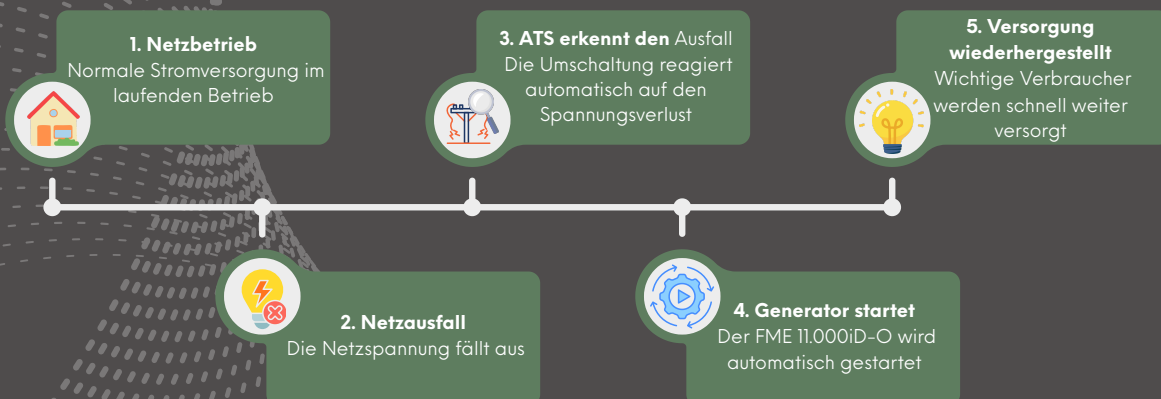 1. Netzbetrieb
Normale Stromversorgung im
laufenden Betrieb
2. Netzausfall
Die Netzspannung fällt aus
3. ATS erkennt den Ausfall
Die Umschaltung reagiert
automatisch auf den
Spannungsverlust
4. Generator startet
Der FME 11.000iD-O wird
automatisch gestartet
5. Versorgung
wiederhergestellt
Wichtige Verbraucher
werden schnell weiter
versorgt